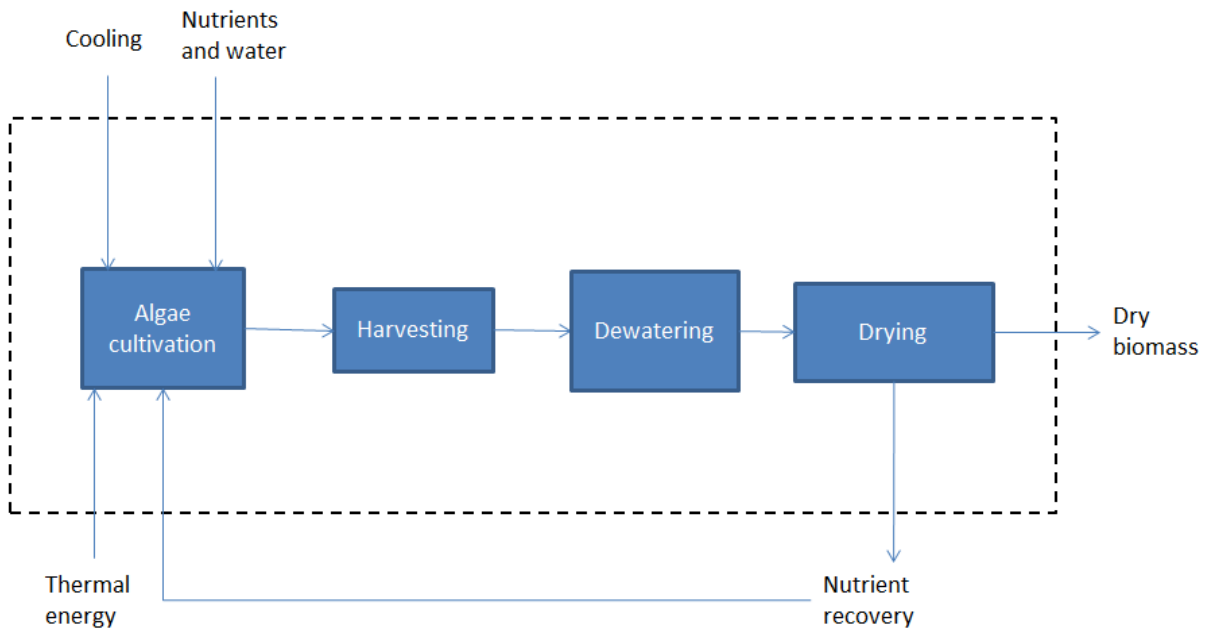 Cooling
Nutrients
and water
Algae
cultivation
Harvesting
Dewatering
Drying
Dry
biomass
Thermal
energy
Nutrient
recovery